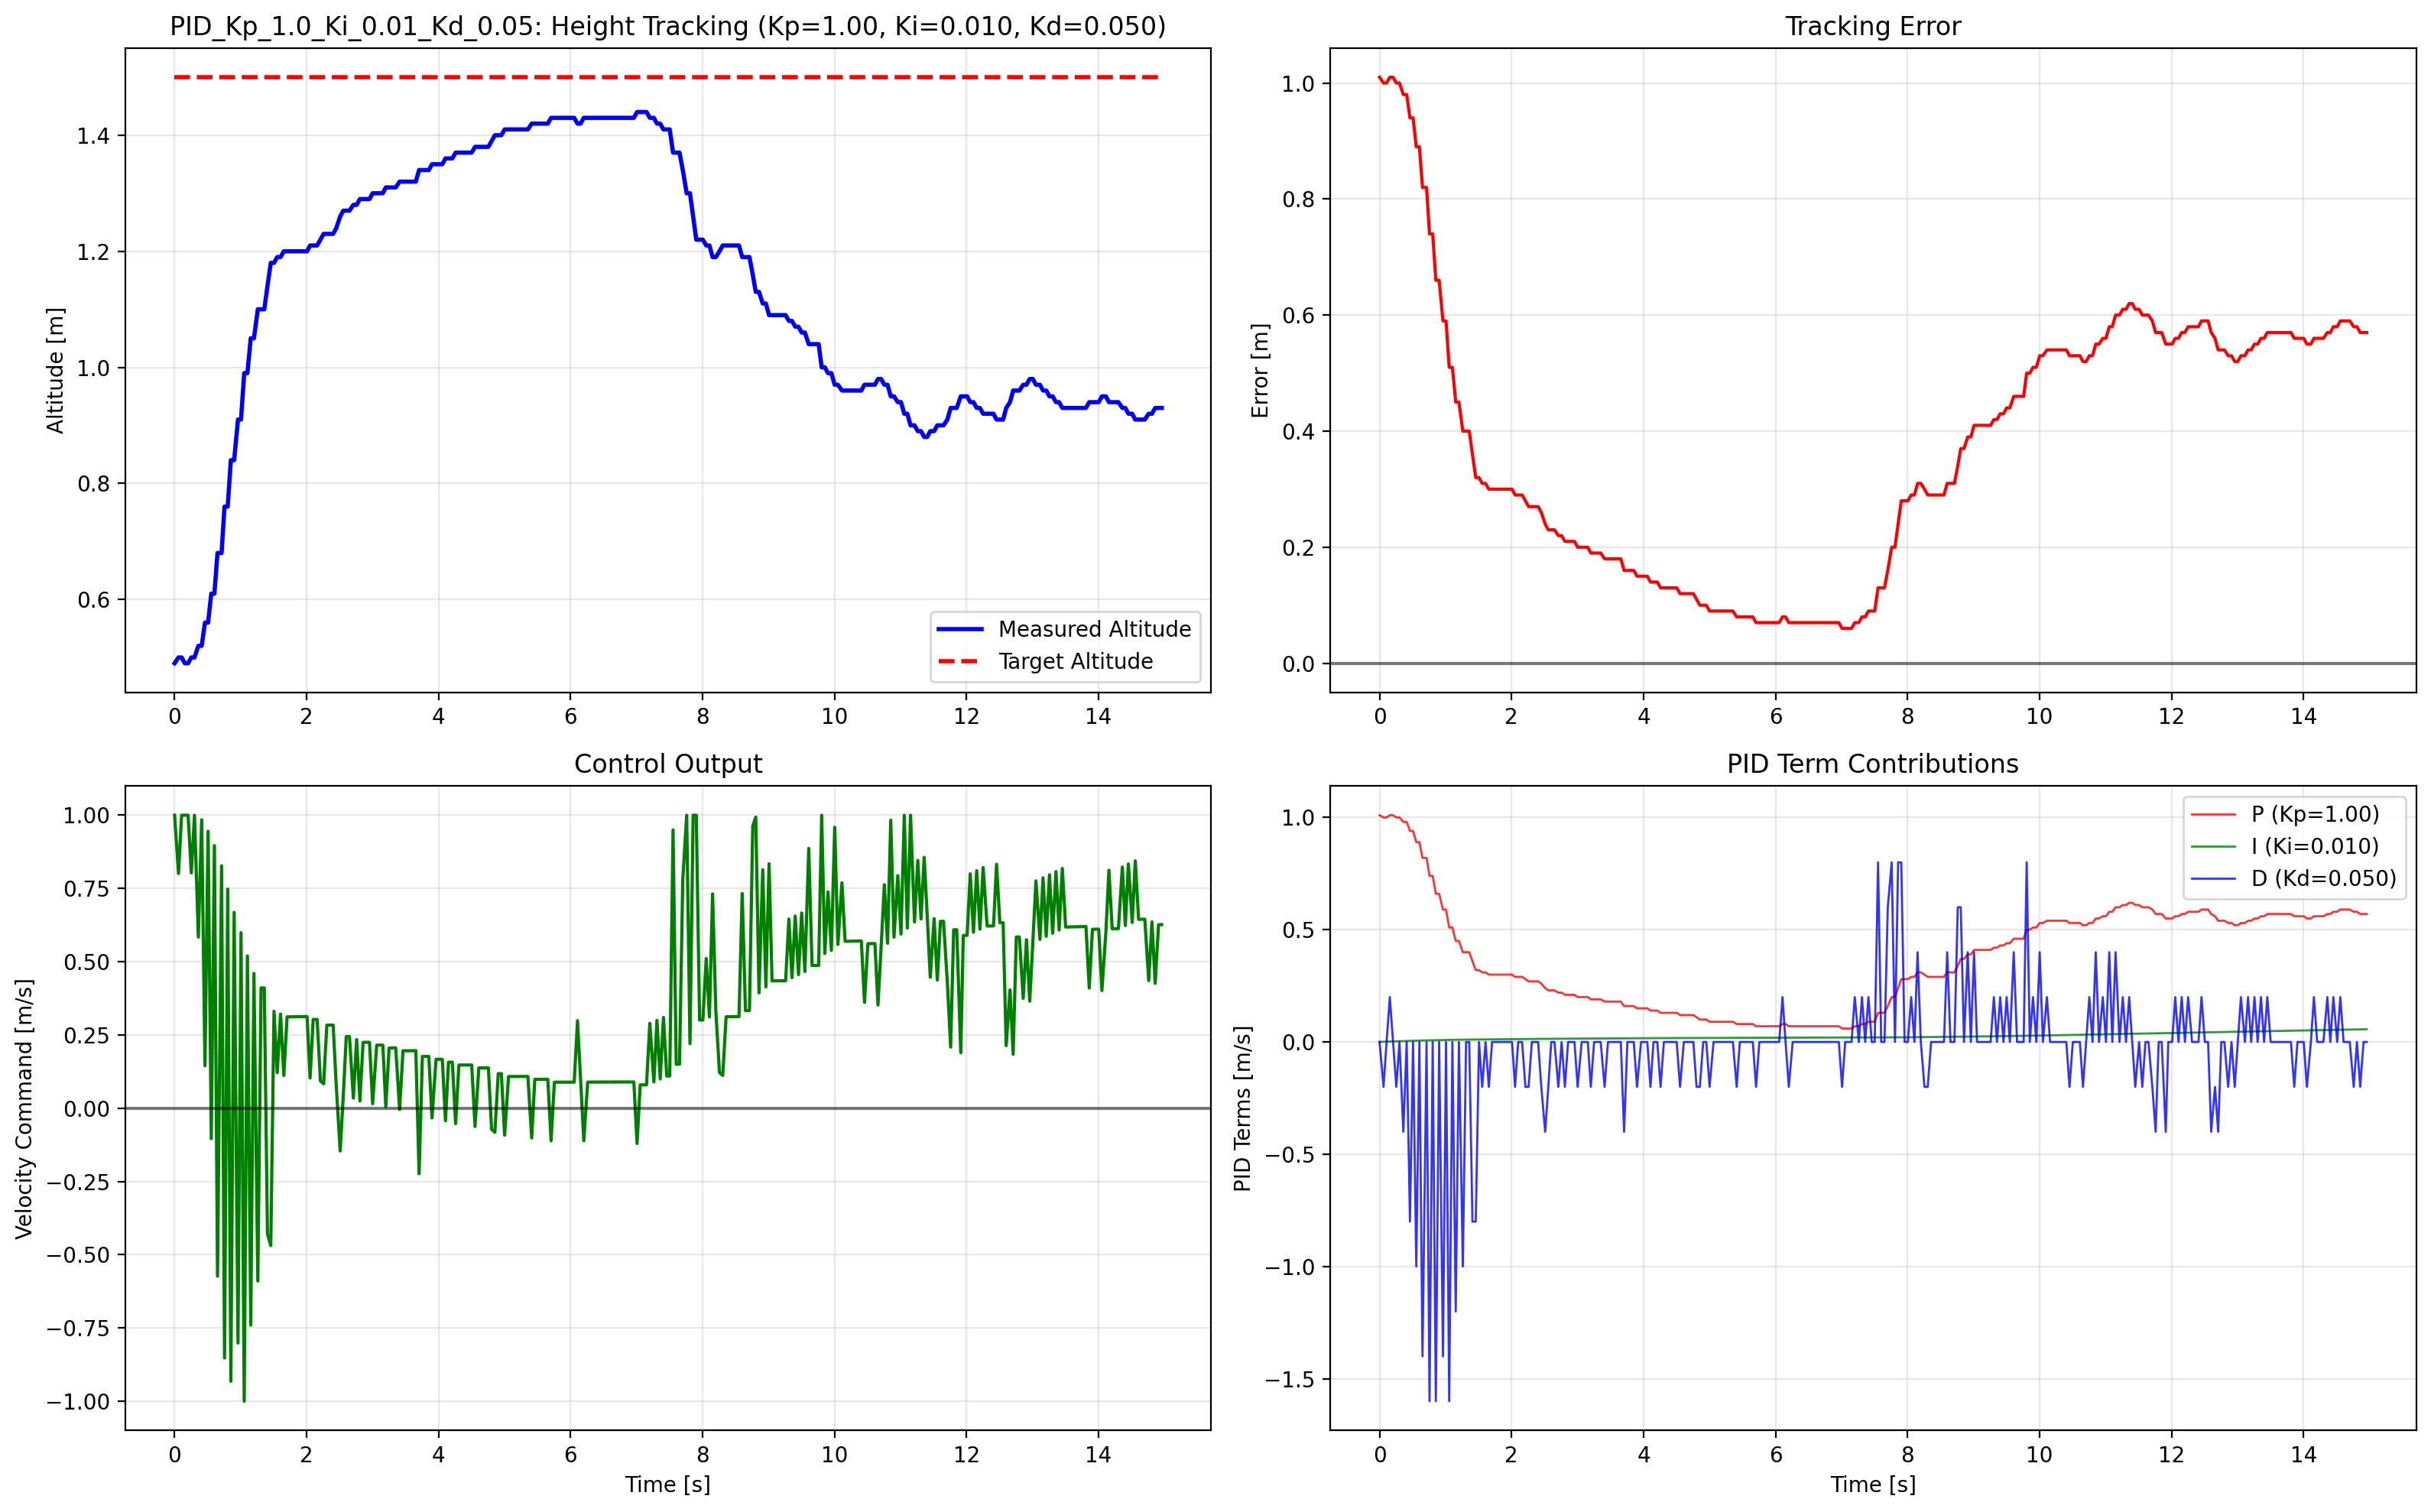 PID_Kp_1.0_Ki_0.01_Kd_0.05: Height Tracking (Kp=1.00, Ki=0.010, Kd=0.050)
Altitude [m]
1.4
1.2
1.0
0.8
0.6
Measured Altitude
Target Altitude
0 2 4 6 8 10 12 14
Tracking Error
Error [m]
1.0
0.8
0.6
0.4
0.2
0.0
0 2 4 6 8 10 12 14
Control Output
Velocity Command [m/s]
1.00
0.75
0.50
0.25
0.00
−0.25
−0.50
−0.75
−1.00
0 2 4 6 8 10 12 14
Time [s]
PID Term Contributions
PID Terms [m/s]
1.0
0.5
0.0
−0.5
−1.0
−1.5
P (Kp=1.00)
I (Ki=0.010)
D (Kd=0.050)
0 2 4 6 8 10 12 14
Time [s]